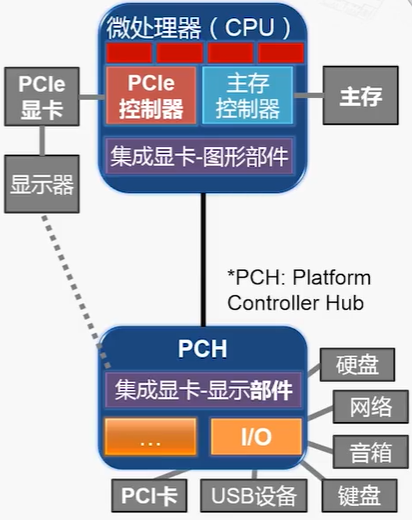 微处理器（CPU）
PCIe
显卡
PCIe
控制器
主存
控制器
主存
集成显卡-图形部件
显示器
*PCH: Platform
Controller Hub
PCH
集成显卡-显示部件
...
I/O
硬盘
网络
音箱
PCI卡
USB设备
键盘